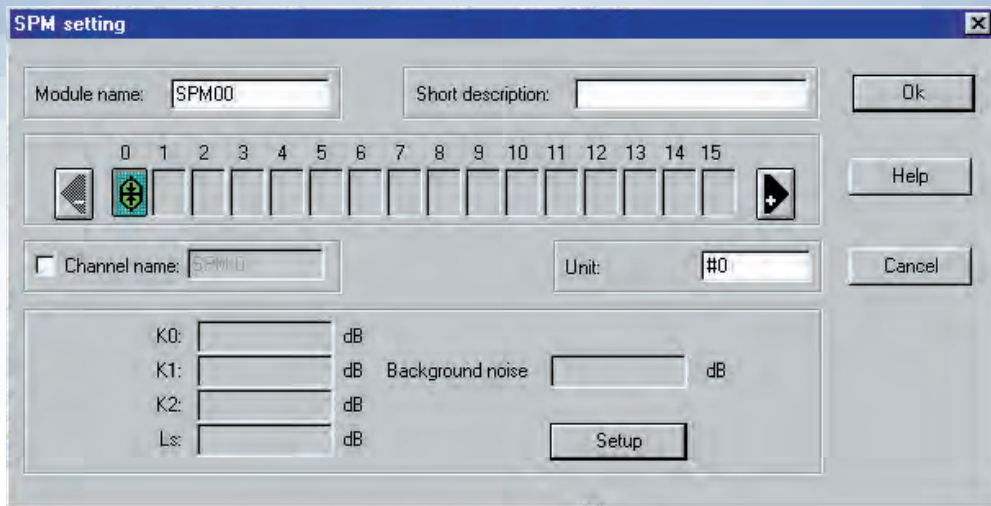 SPM setting
Module name: SPM00 Short description: Ok
0 1 2 3 4 5 6 7 8 9 10 11 12 13 14 15
Help
Channel name: SPM 0 Unit: #0 Cancel
K0: dB
K1: dB Background noise dB
K2: dB
Ls: dB Setup